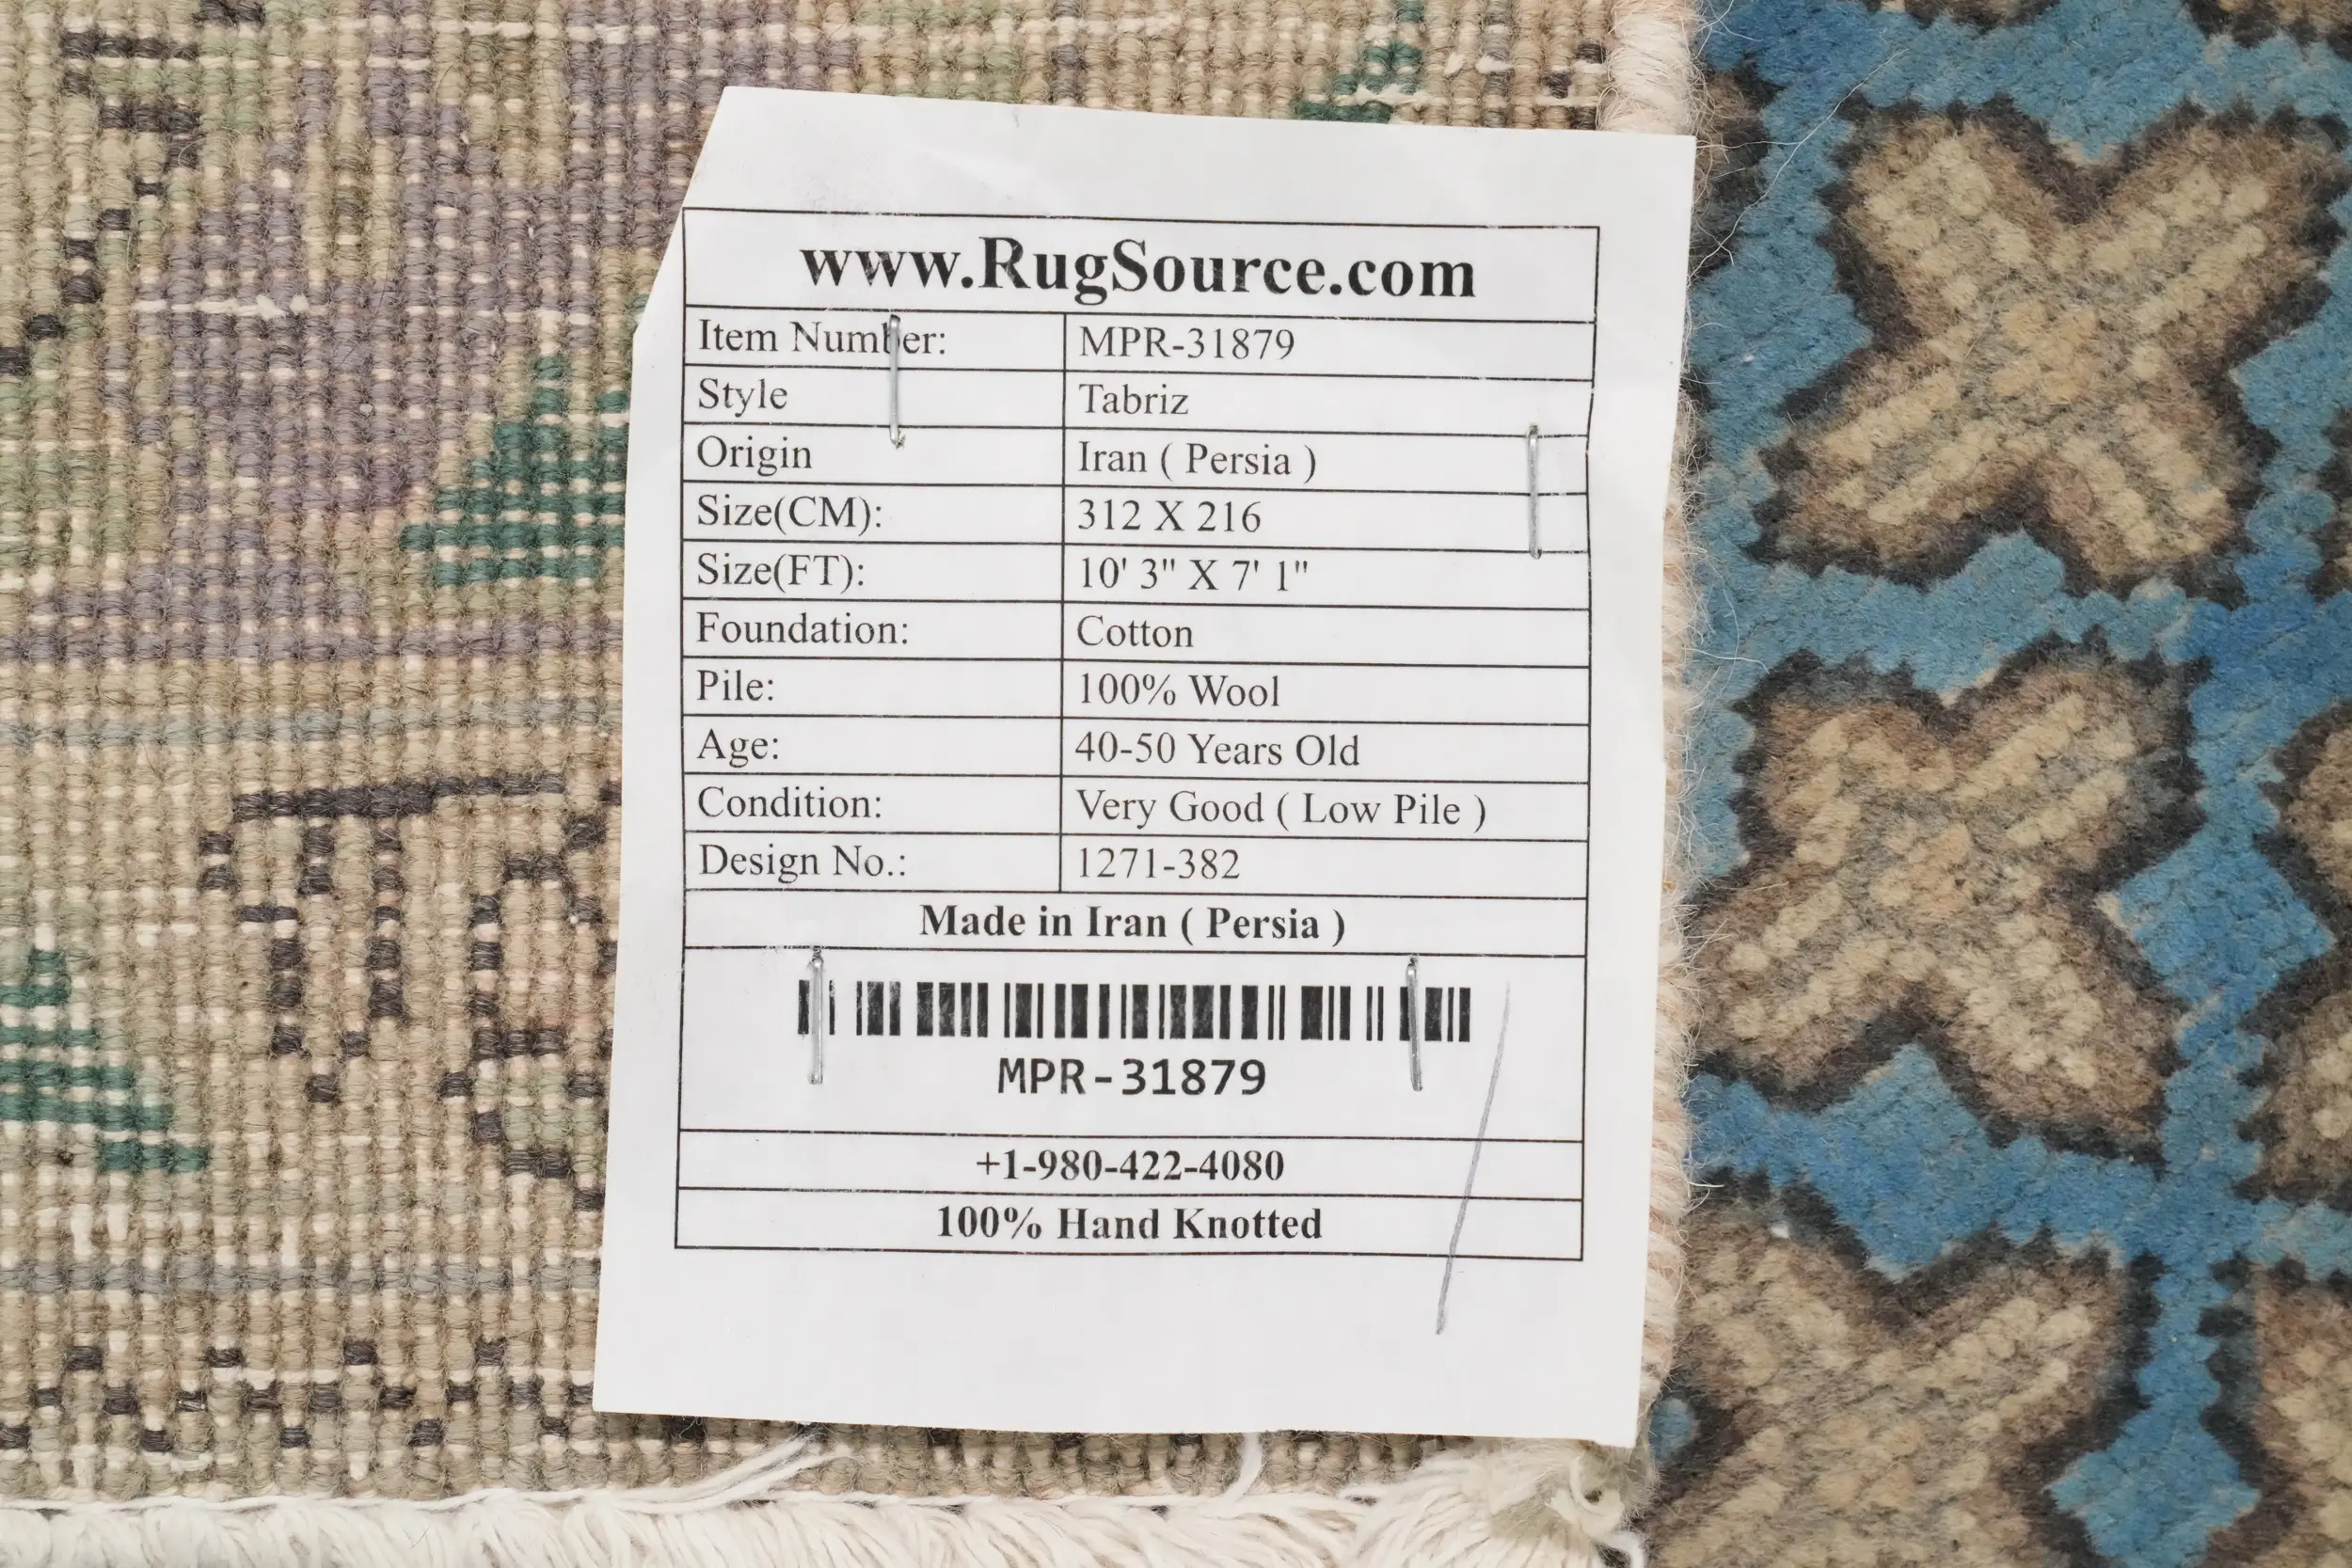 www.RugSource.com
Item Number: MPR-31879
Style Tabriz
Origin Iran ( Persia )
Size(CM): 312 X 216
Size(FT): 10' 3" X 7' 1"
Foundation: Cotton
Pile: 100% Wool
Age: 40-50 Years Old
Condition: Very Good ( Low Pile )
Design No.: 1271-382
Made in Iran ( Persia )
MPR-31879
+1-980-422-4080
100% Hand Knotted